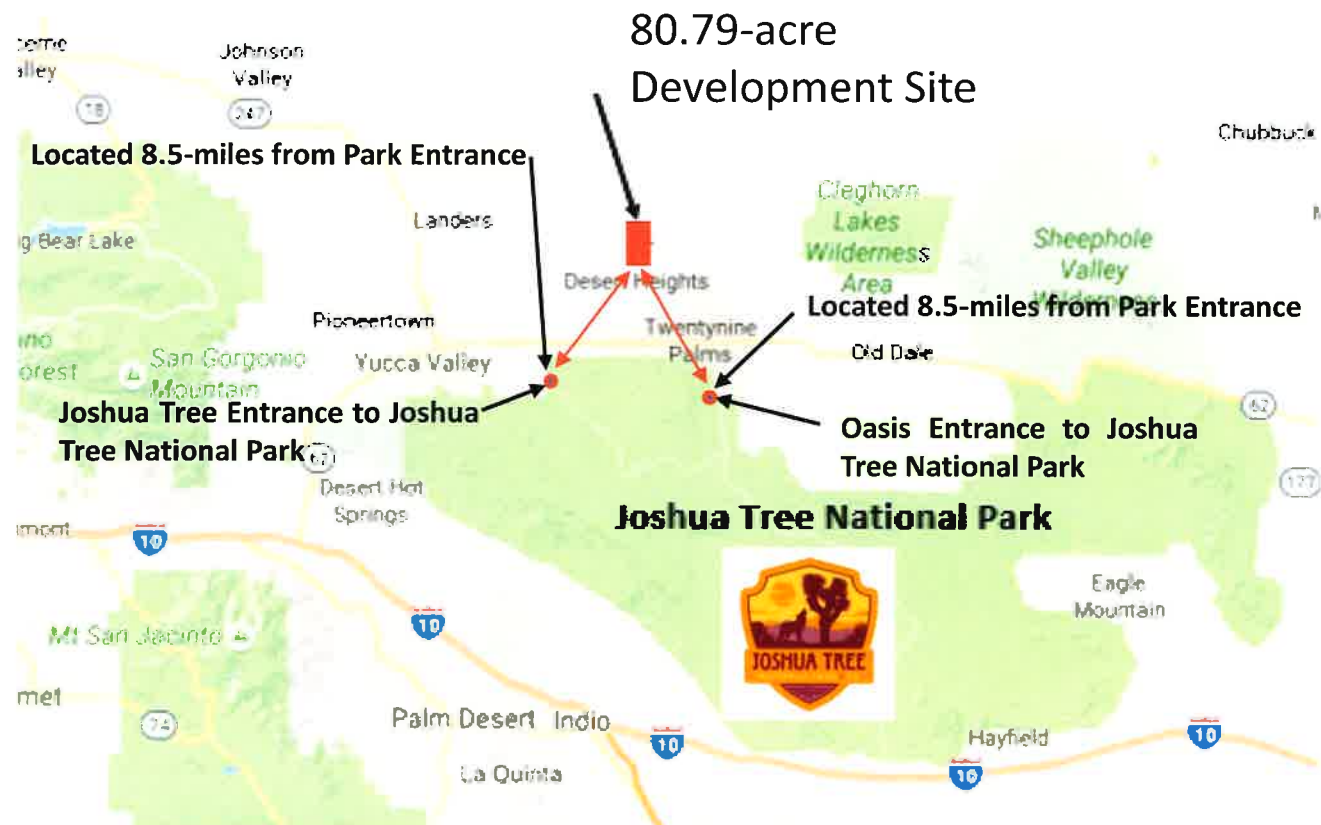 80.79-acre
Development Site
Johnson
Valley
18
247
Chubbuck
Located 8.5-miles from Park Entrance
Cleghorn
Lakes
Wilderness
Area
Landers
Sheephole
Valley
Wilderness
Big Bear Lake
Desert Heights
Located 8.5-miles from Park Entrance
Pioneertown
Twentynine
Palms
San Gorgonio
Mountain
Yucca Valley
Old Dale
62
Joshua Tree Entrance to Joshua
Tree National Park
62
Oasis Entrance to Joshua
Tree National Park
177
Desert Hot
Springs
Joshua Tree National Park
10
Eagle
Mountain
10
Mt San Jacinto
JOSHUA TREE
met
74
Palm Desert
Indio
10
Hayfield
10
La Quinta
10